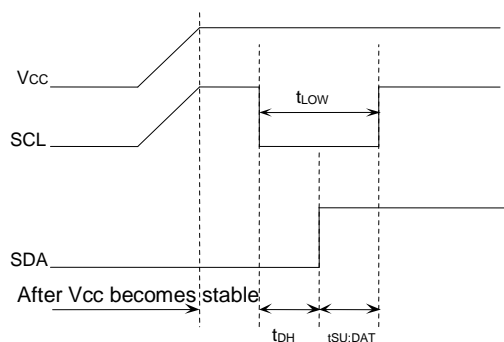 Vcc
tLOW
SCL
SDA
After Vcc becomes stable
tDH
tSU:DAT